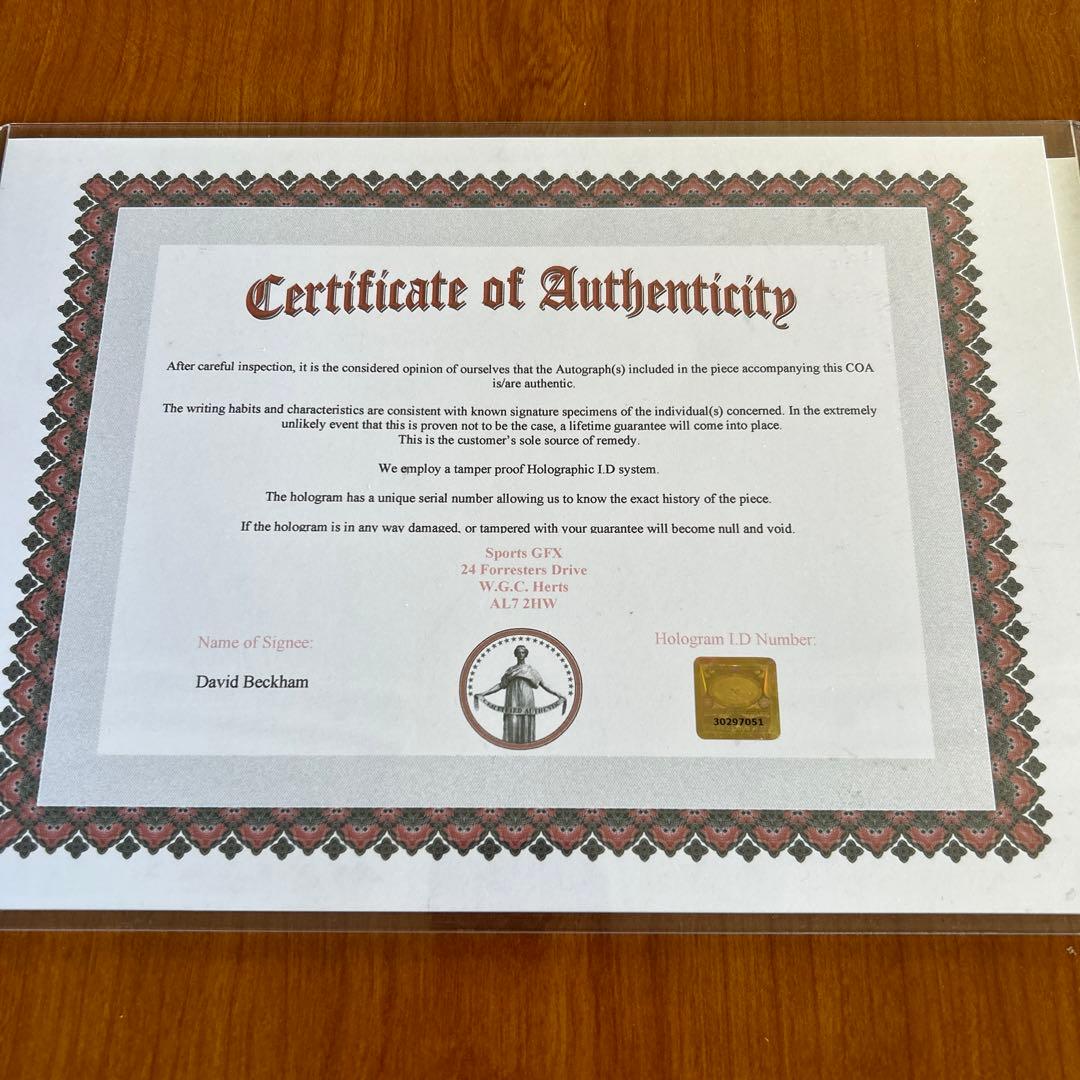 Certificate of Authenticity
After careful inspection, it is the considered opinion of ourselves that the Autograph(s) included in the piece accompanying this COA
is/are authentic.
The writing habits and characteristics are consistent with known signature specimens of the individual(s) concerned. In the extremely
unlikely event that this is proven not to be the case, a lifetime guarantee will come into place.
This is the customer's sole source of remedy.
We employ a tamper proof Holographic I.D system.
The hologram has a unique serial number allowing us to know the exact history of the piece.
If the hologram is in any way damaged, or tampered with your guarantee will become null and void.
Sports GFX
24 Forresters Drive
W.G.C. Herts
AL7 2HW
Name of Signee:
Hologram I.D Number:
David Beckham
CERTIFIED AUTHENTIC
30297051